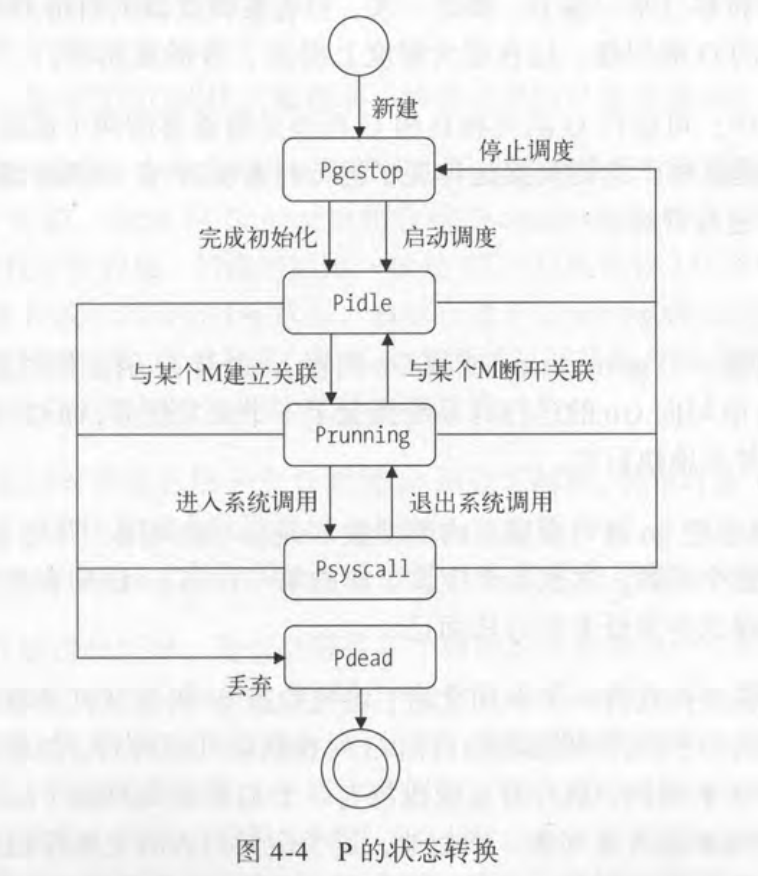 新建
Pgcstop
停止调度
完成初始化
启动调度
Pidle
与某个M建立关联
与某个M断开关联
Prunning
进入系统调用
退出系统调用
Psyscall
Pdead
丢弃
图 4-4 P 的状态转换